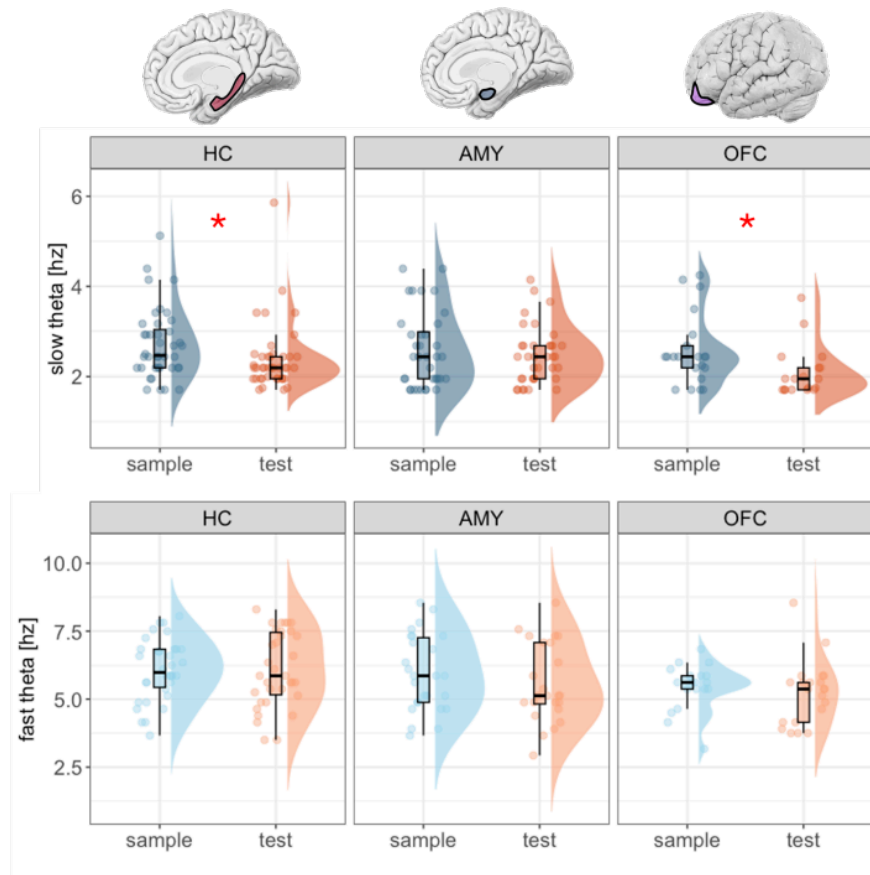 HC AMY OFC
slow theta [hz]
6
4
2
* *
sample test sample test sample test
HC AMY OFC
fast theta [hz]
10.0
7.5
5.0
2.5
sample test sample test sample test